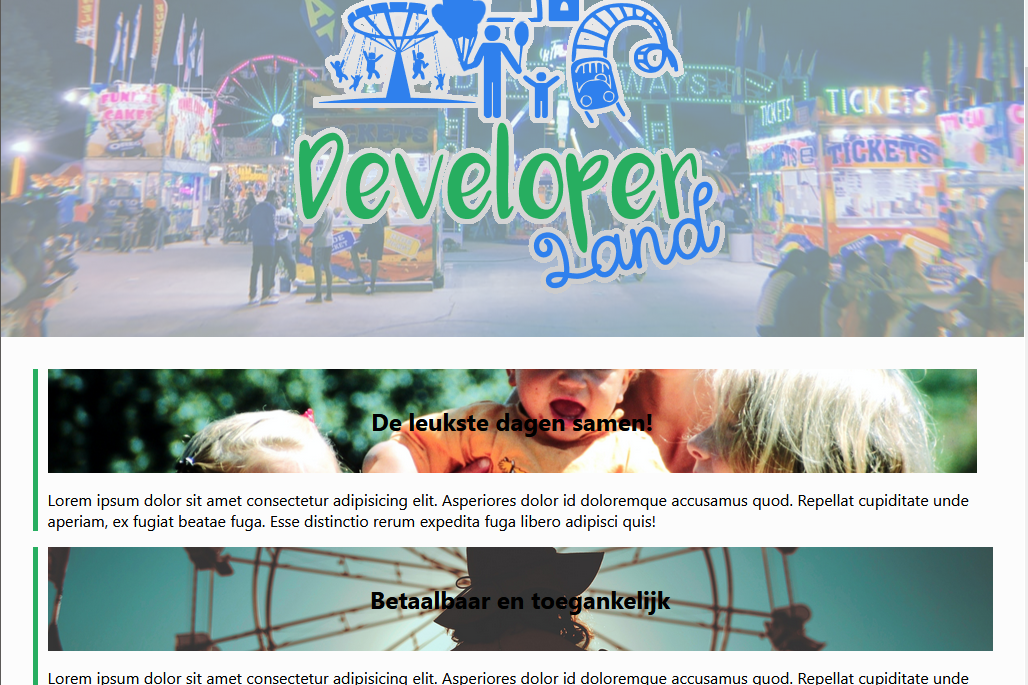 FUNNEL
CAKES
TICKETS
WAYS
TICKETS
TICKETS
TICKETS
Developer
Land
De leukste dagen samen!
Lorem ipsum dolor sit amet consectetur adipisicing elit. Asperiores dolor id doloremque accusamus quod. Repellat cupiditate unde
aperiam, ex fugiat beatae fuga. Esse distinctio rerum expedita fuga libero adipisci quis!
Betaalbaar en toegankelijk
Lorem ipsum dolor sit amet consectetur adipisicing elit. Asperiores dolor id doloremque accusamus quod. Repellat cupiditate unde